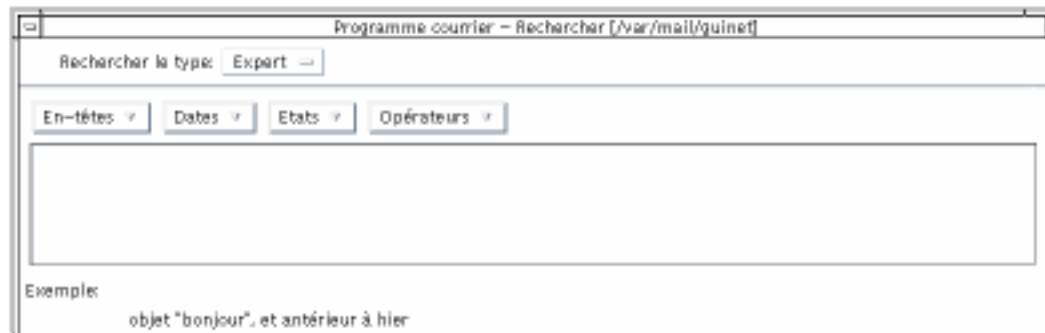 Programme courrier – Rechercher [/var/mail/guinet]
Rechercher le type: Expert
En-têtes Dates Etats Opérateurs
Exemple:
objet "bonjour", et antérieur à hier